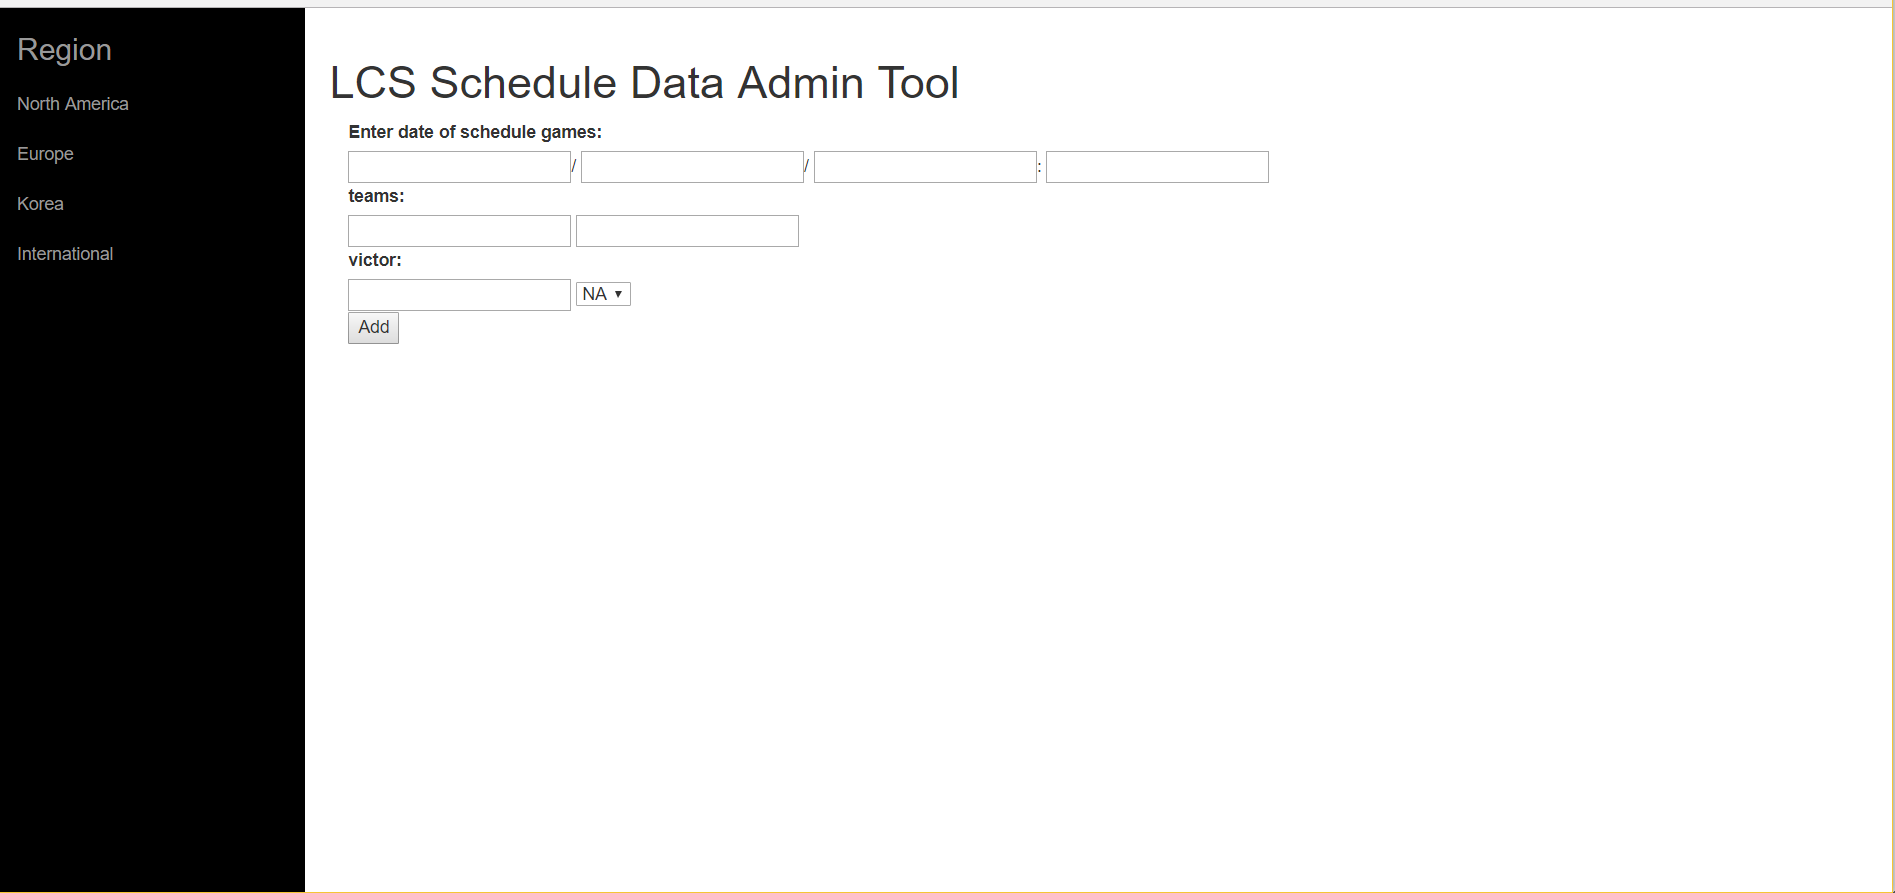 Region
North America
Europe
Korea
International
LCS Schedule Data Admin Tool
Enter date of schedule games:
/ / :
teams:
victor:
NA
Add